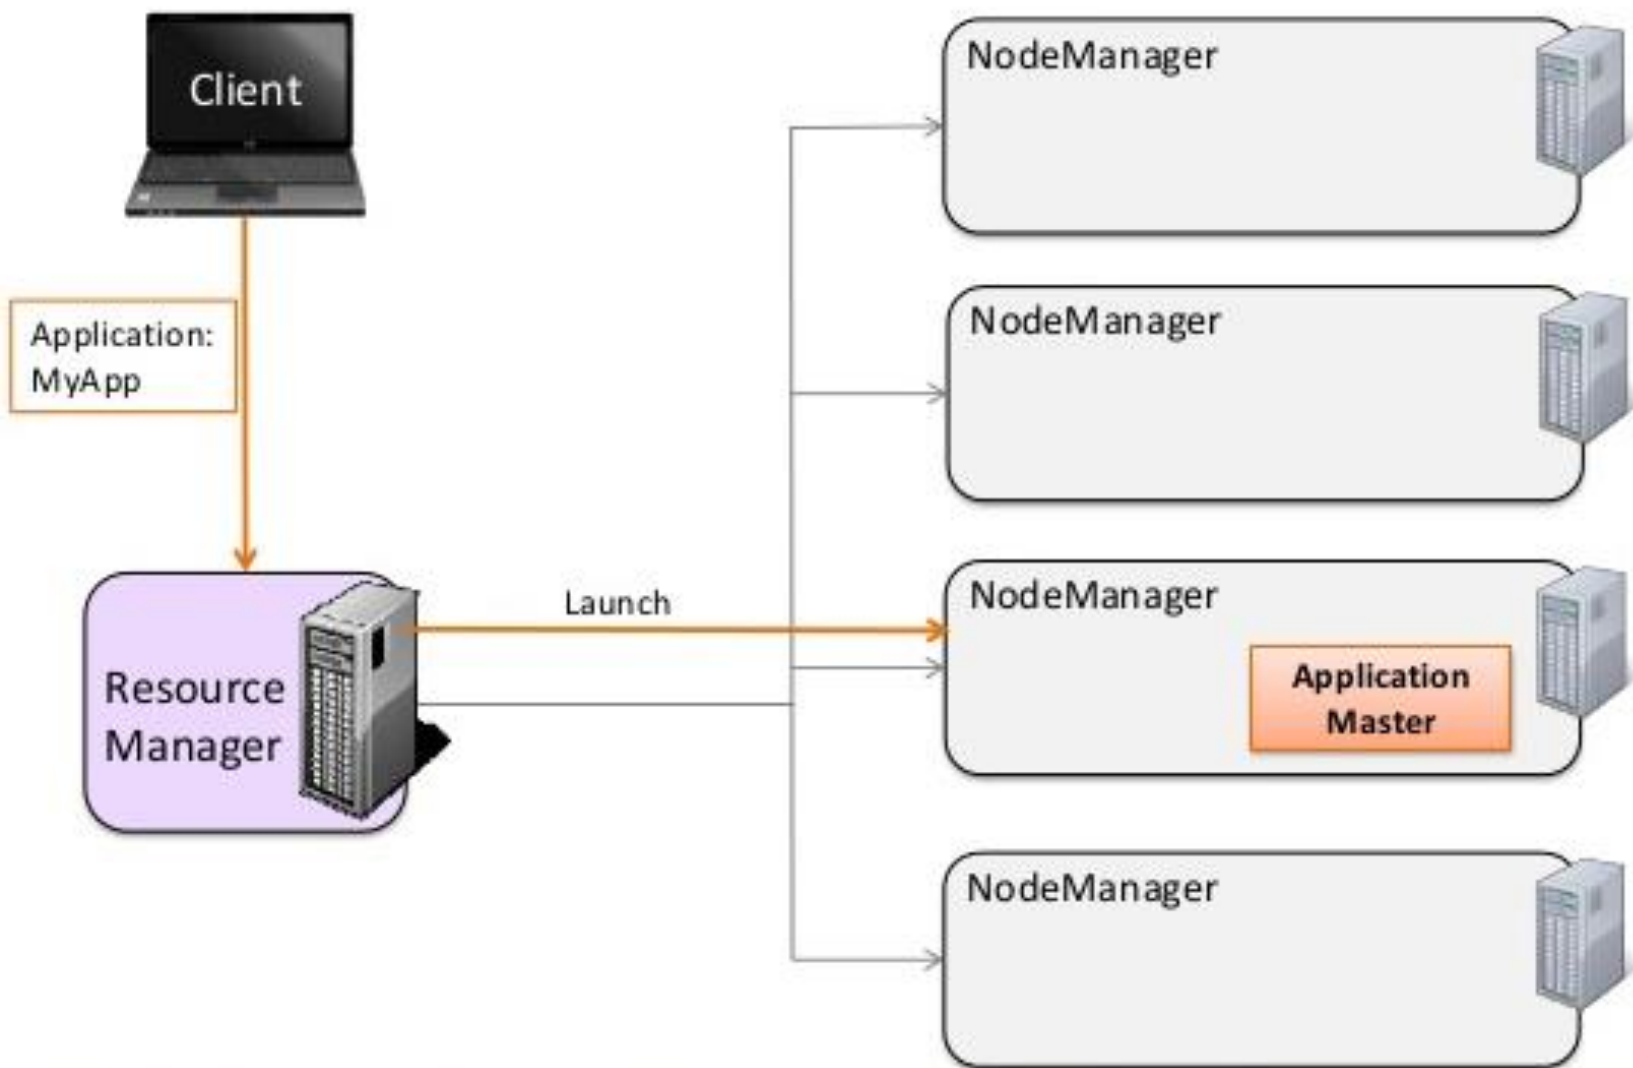 Client
NodeManager
NodeManager
Application:
MyApp
Launch
NodeManager
Application
Master
Resource
Manager
NodeManager